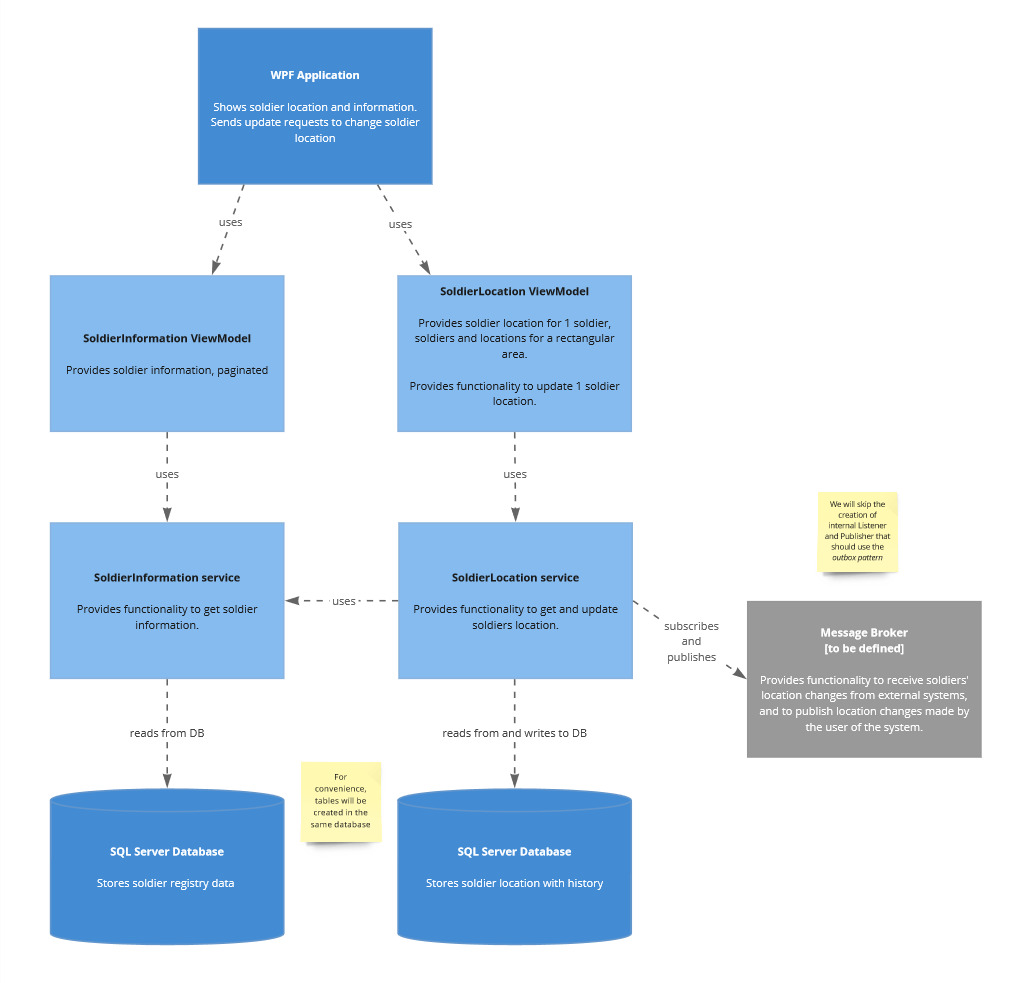 WPF Application
Shows soldier location and information.
Sends update requests to change soldier
location
uses
uses
SoldierInformation ViewModel
Provides soldier information, paginated
SoldierLocation ViewModel
Provides soldier location for 1 soldier,
soldiers and locations for a rectangular
area.
Provides functionality to update 1 soldier
location.
uses
uses
We will skip the
creation of
internal Listener
and Publisher that
should use the
outbox pattern
SoldierInformation service
Provides functionality to get soldier
information.
uses
SoldierLocation service
Provides functionality to get and update
soldiers location.
subscribes
and
publishes
Message Broker
[to be defined]
Provides functionality to receive soldiers'
location changes from external systems,
and to publish location changes made by
the user of the system.
reads from DB
reads from and writes to DB
For
convenience,
tables will be
created in the
same database
SQL Server Database
Stores soldier registry data
SQL Server Database
Stores soldier location with history